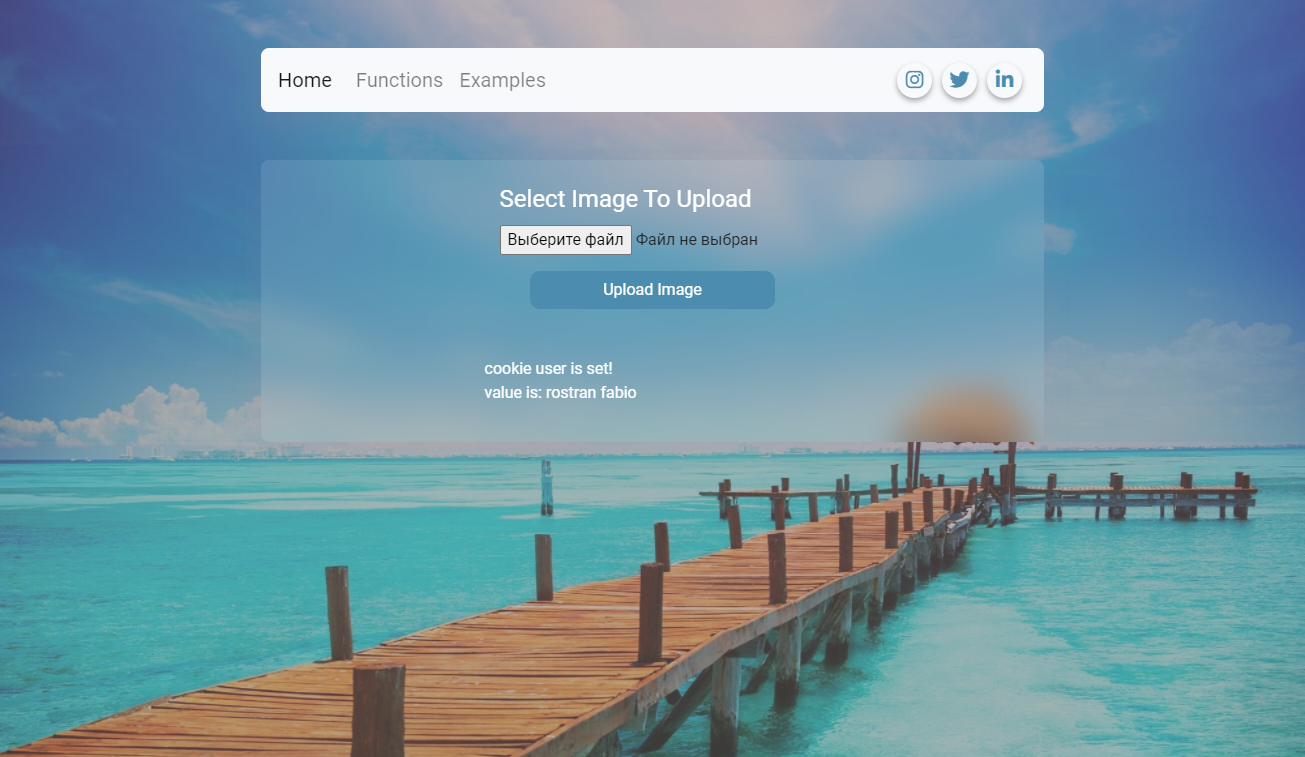 Home Functions Examples
Select Image To Upload
Выберите файл Файл не выбран
Upload Image
cookie user is set!
value is: rostran fabio